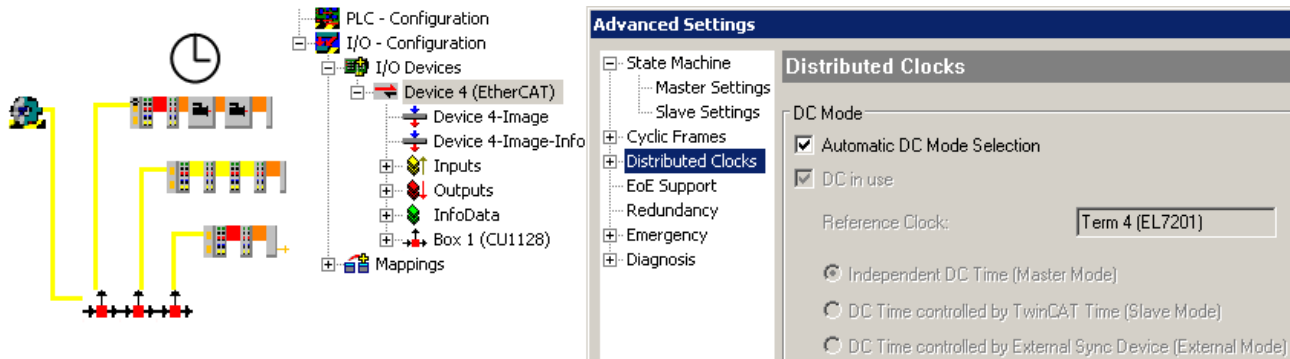 PLC - Configuration
I/O - Configuration
I/O Devices
Device 4 (EtherCAT)
Device 4-Image
Device 4-Image-Info
Inputs
Outputs
InfoData
Box 1 (CU1128)
Mappings
Advanced Settings
State Machine
Master Settings
Slave Settings
Cyclic Frames
Distributed Clocks
EoE Support
Redundancy
Emergency
Diagnosis
Distributed Clocks
DC Mode
Automatic DC Mode Selection
DC in use
Reference Clock:
Term 4 (EL7201)
Independent DC Time (Master Mode)
DC Time controlled by TwinCAT Time (Slave Mode)
DC Time controlled by External Sync Device (External Mode)